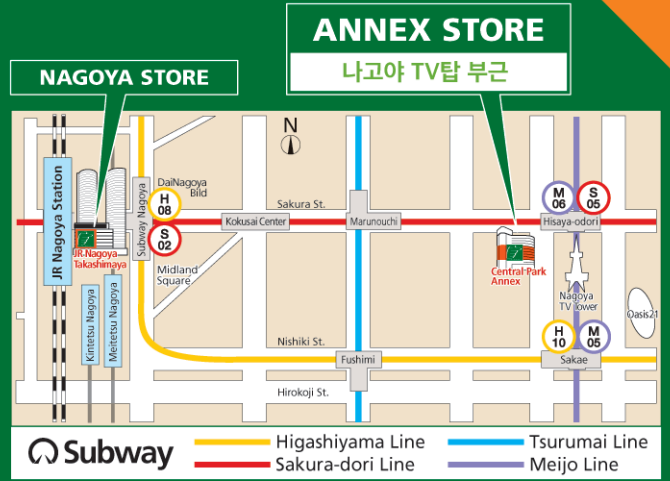 ANNEX STORE
나고야 TV탑 부근
NAGOYA STORE
N
JR Nagoya Station
DaiNagoya
Bild
H
08
Subway Nagoya
S
02
JR Nagoya
Takashimaya
Midland
Square
Kintetsu Nagoya
Meitetsu Nagoya
Sakura St.
Kokusai Center
Marunouchi
M
06
S
05
Hisaya-odori
Central Park
Annex
Nagoya
TV Tower
Oasis21
Nishiki St.
Fushimi
H
10
M
05
Sakae
Hirokoji St.
Subway
Higashiyama Line
Sakura-dori Line
Tsurumai Line
Meijo Line